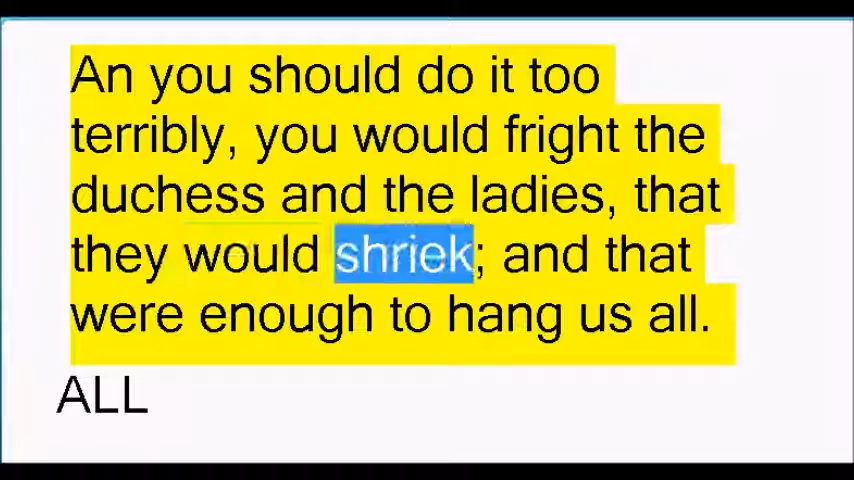 An you should do it too
terribly, you would fright the
duchess and the ladies, that
they would shriek; and that
were enough to hang us all.
ALL